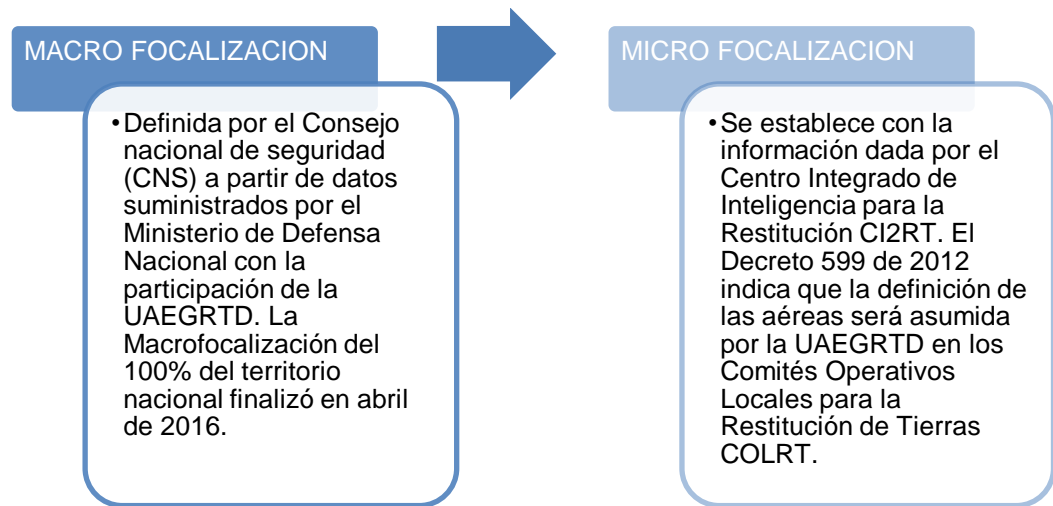 MACRO FOCALIZACION
•Definida por el Consejo
nacional de seguridad
(CNS) a partir de datos
suministrados por el
Ministerio de Defensa
Nacional con la
participación de la
UAEGRTD. La
Macrofocalización del
100% del territorio
nacional finalizó en abril
de 2016.
MICRO FOCALIZACION
•Se establece con la
información dada por el
Centro Integrado de
Inteligencia para la
Restitución CI2RT. El
Decreto 599 de 2012
indica que la definición de
las aéreas será asumida
por la UAEGRTD en los
Comités Operativos
Locales para la
Restitución de Tierras
COLRT.